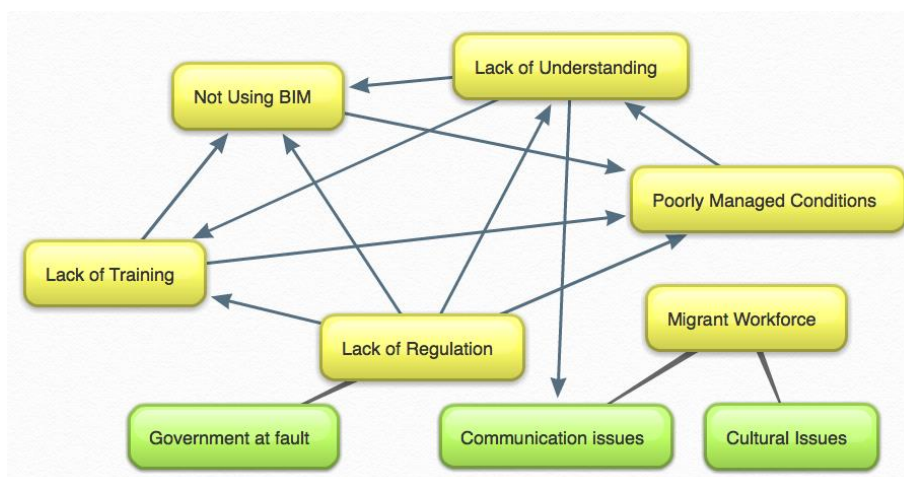 Lack of Understanding
Not Using BIM
Poorly Managed Conditions
Lack of Training
Migrant Workforce
Lack of Regulation
Government at fault
Communication issues
Cultural Issues